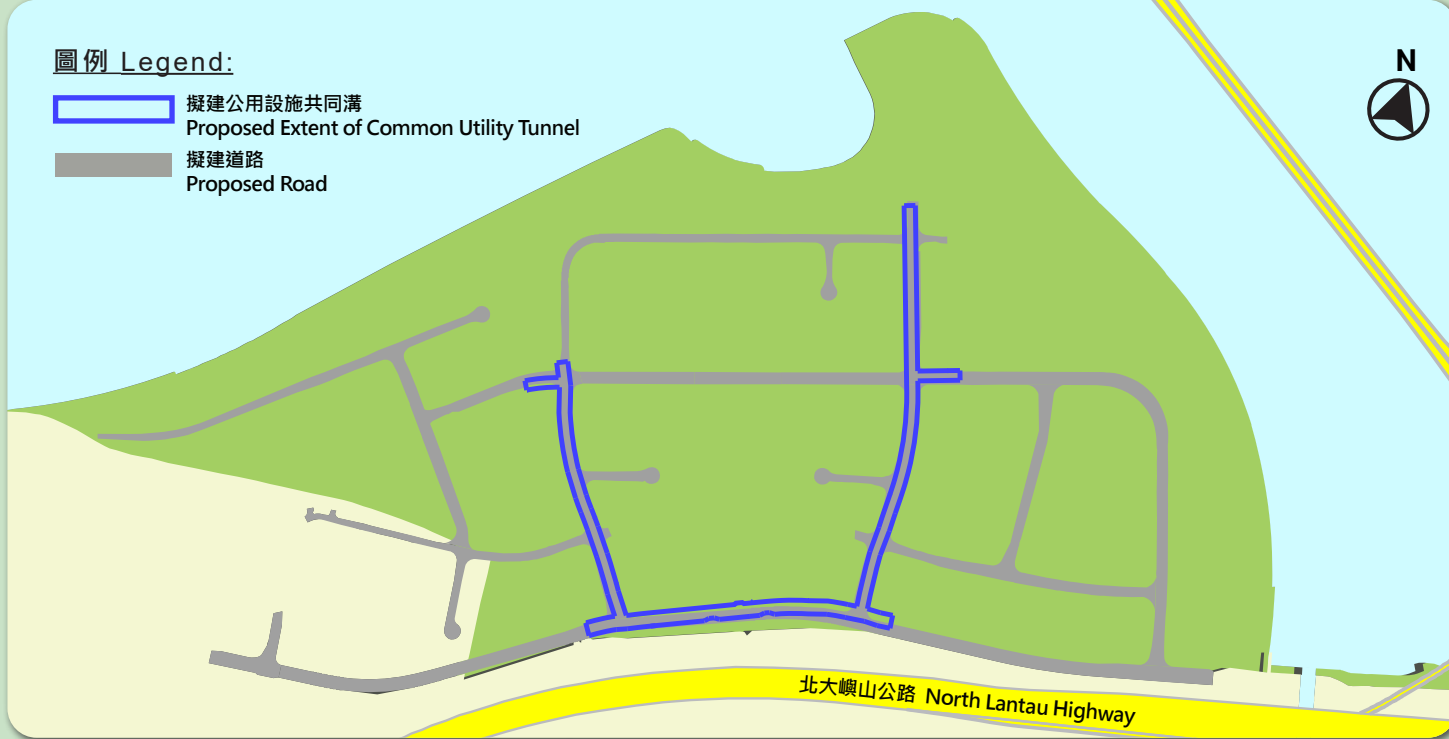 圖例 Legend:
擬建公用設施共同溝
Proposed Extent of Common Utility Tunnel
擬建道路
Proposed Road
N
北大嶼山公路 North Lantau Highway